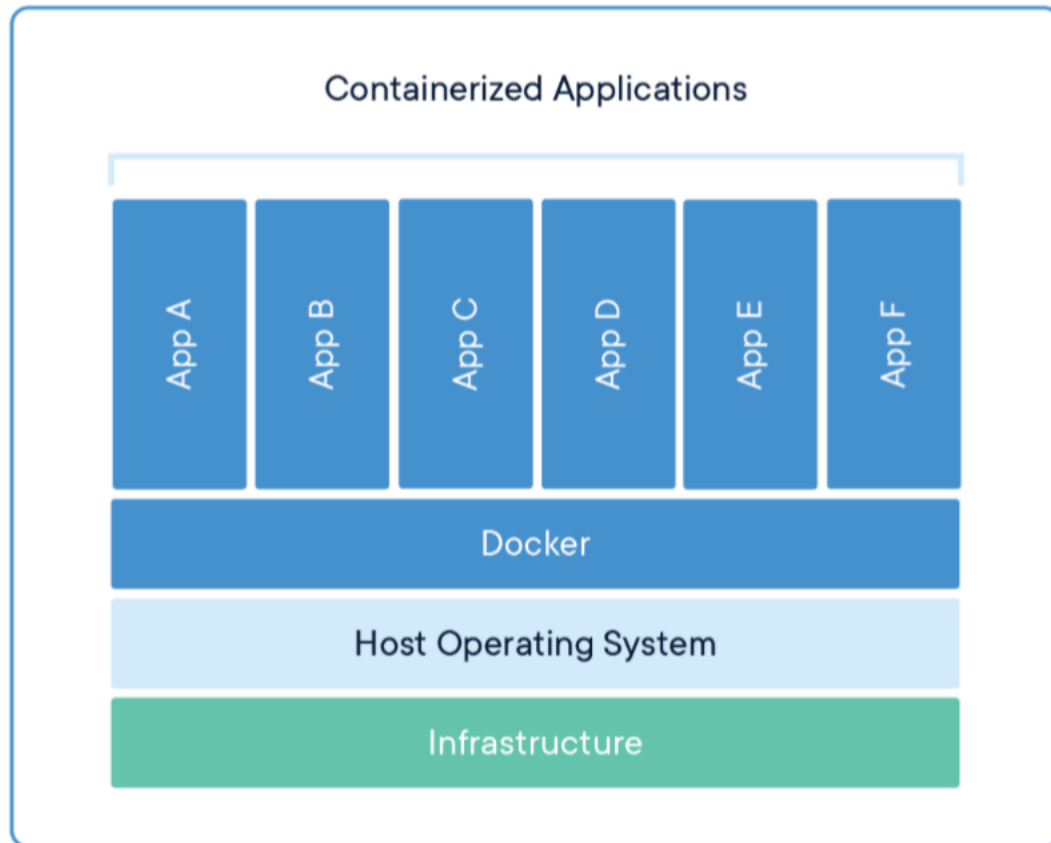 Containerized Applications
App A
App B
App C
App D
App E
App F
Docker
Host Operating System
Infrastructure